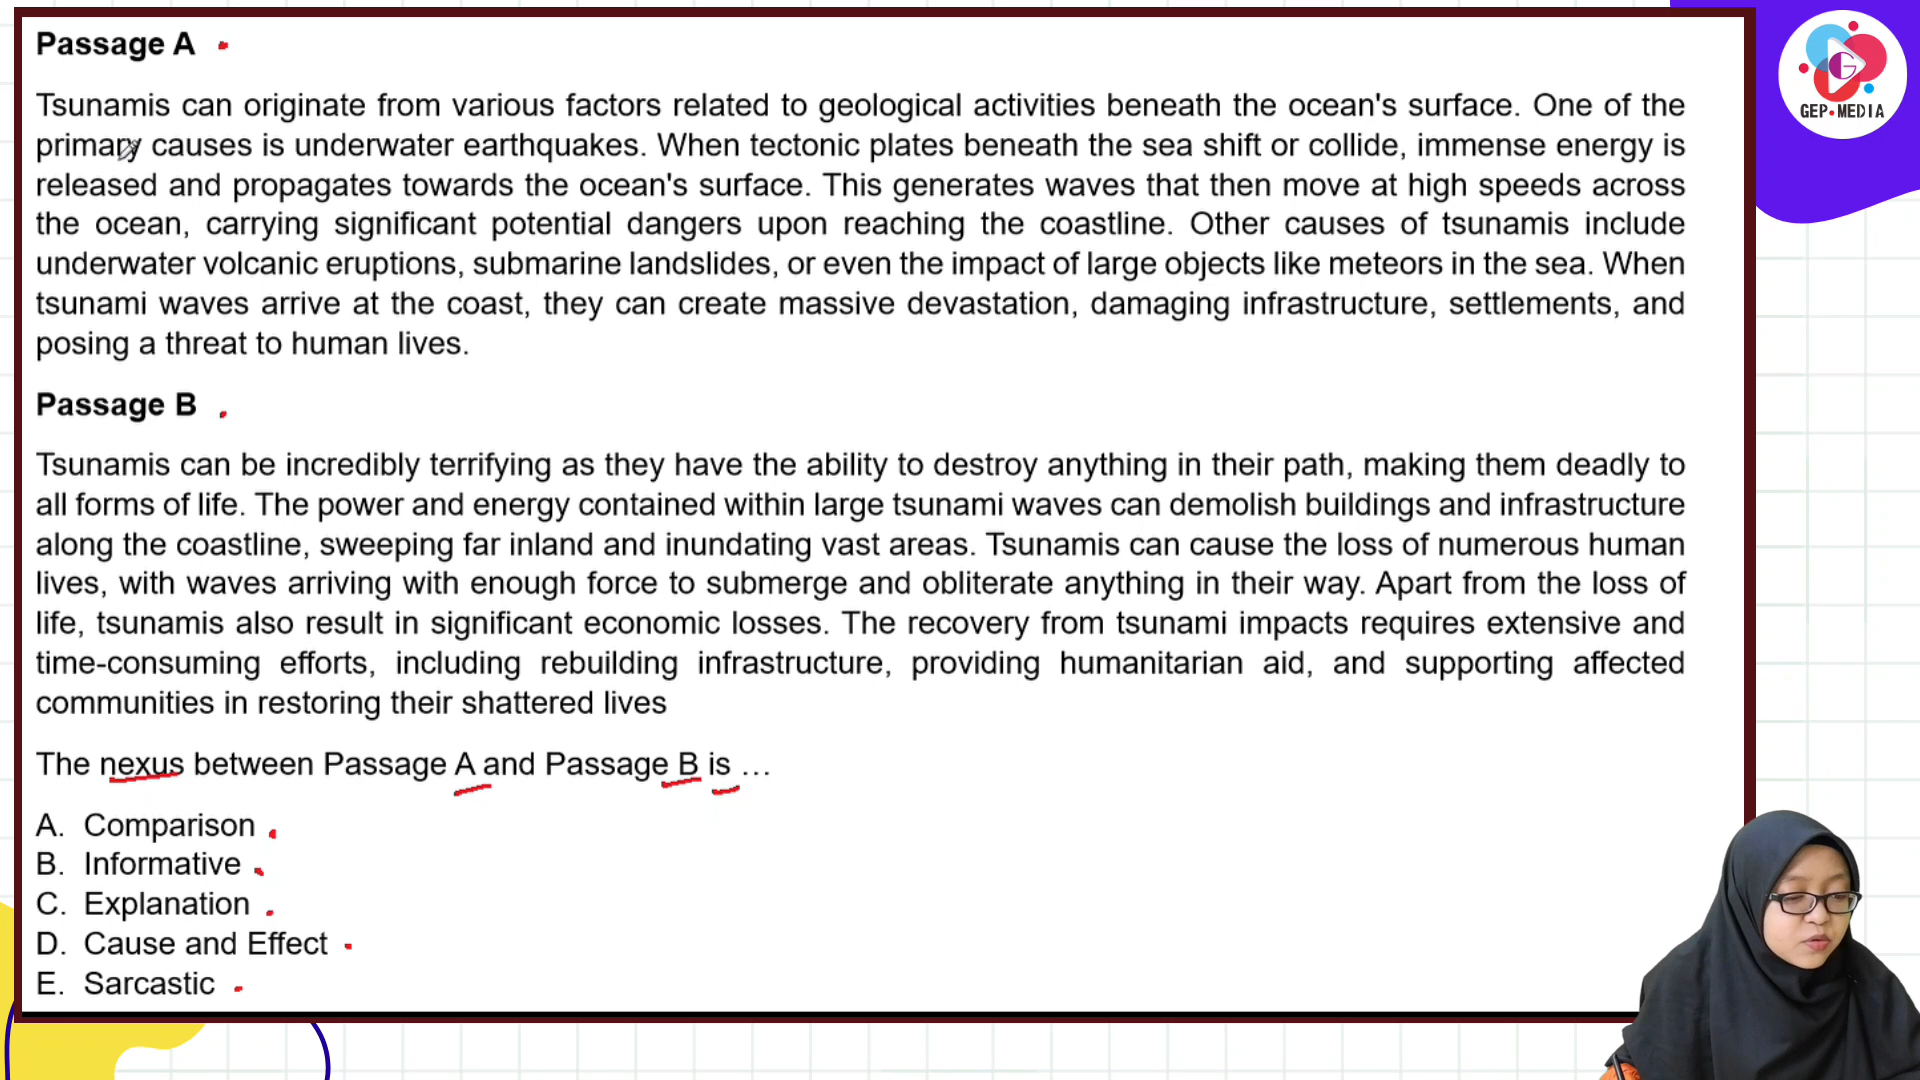 Passage A
Tsunamis can originate from various factors related to geological activities beneath the ocean's surface. One of the
primary causes is underwater earthquakes. When tectonic plates beneath the sea shift or collide, immense energy is
released and propagates towards the ocean's surface. This generates waves that then move at high speeds across
the ocean, carrying significant potential dangers upon reaching the coastline. Other causes of tsunamis include
underwater volcanic eruptions, submarine landslides, or even the impact of large objects like meteors in the sea. When
tsunami waves arrive at the coast, they can create massive devastation, damaging infrastructure, settlements, and
posing a threat to human lives.
Passage B
Tsunamis can be incredibly terrifying as they have the ability to destroy anything in their path, making them deadly to
all forms of life. The power and energy contained within large tsunami waves can demolish buildings and infrastructure
along the coastline, sweeping far inland and inundating vast areas. Tsunamis can cause the loss of numerous human
lives, with waves arriving with enough force to submerge and obliterate anything in their way. Apart from the loss of
life, tsunamis also result in significant economic losses. The recovery from tsunami impacts requires extensive and
time-consuming efforts, including rebuilding infrastructure, providing humanitarian aid, and supporting affected
communities in restoring their shattered lives
The nexus between Passage A and Passage B is …
A. Comparison
B. Informative
C. Explanation
D. Cause and Effect
E. Sarcastic
G
GEP•MEDIA